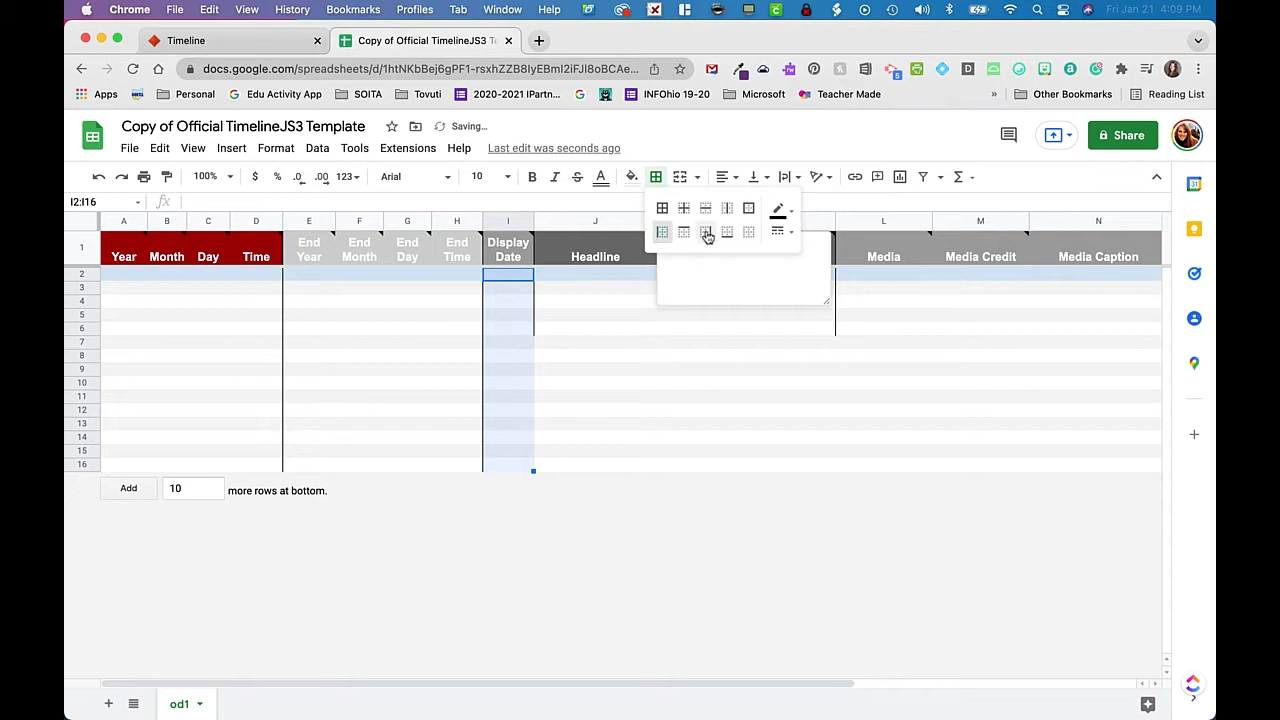 Chrome File Edit View History Bookmarks Profiles Tab Window Help Fri Jan 21 4:09 PM
Timeline Copy of Official TimelineJS3 T
docs.google.com/spreadsheets/d/1htNKbBej6gPF1-rsxhZZB8IyEBml2iFJl8oBCAe...
Apps Personal Edu Activity App SOITA Tovuti 2020-2021 IPartn... INFOhio 19-20 Microsoft Teacher Made » Other Bookmarks Reading List
Copy of Official TimelineJS3 Template Saving...
File Edit View Insert Format Data Tools Extensions Help Last edit was seconds ago
Share
100% $ % .0 .00 123 Arial 10 B I S A
I2:I16 fx
A B C D E F G H I J L M N
1 Year Month Day Time End Year End Month End Day End Time Display Date Headline Media Media Credit Media Caption
2
3
4
5
6
7
8
9
10
11
12
13
14
15
16
Add 10 more rows at bottom.
od1